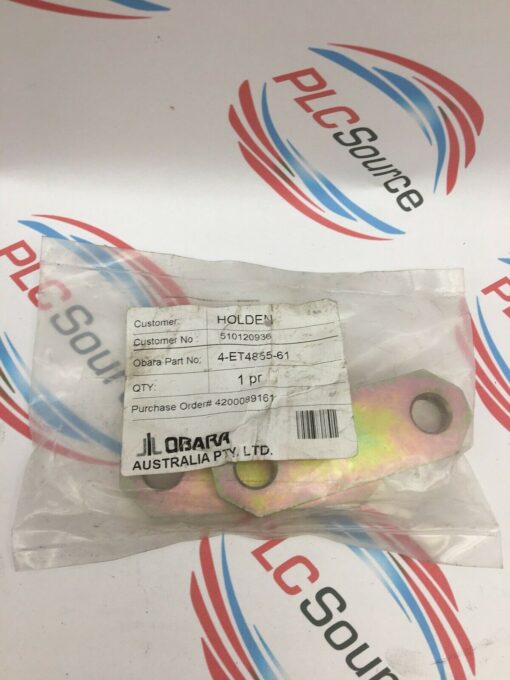 PLC Source
PLC Source
Customer: HOLDEN
Customer No : 510120936
Obara Part No; 4-ET4855-61
QTY: 1 pr
Purchase Order# 4200089161
OBARA
AUSTRALIA PTY. LTD.
PLC Source
PLC